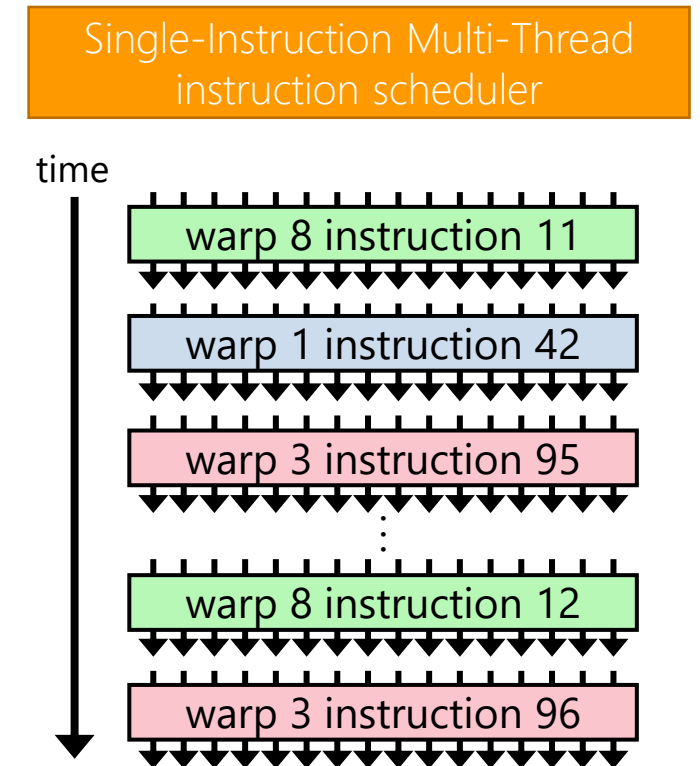 Single-Instruction Multi-Thread
instruction scheduler
time
warp 8 instruction 11
warp 1 instruction 42
warp 3 instruction 95
⋮
warp 8 instruction 12
warp 3 instruction 96